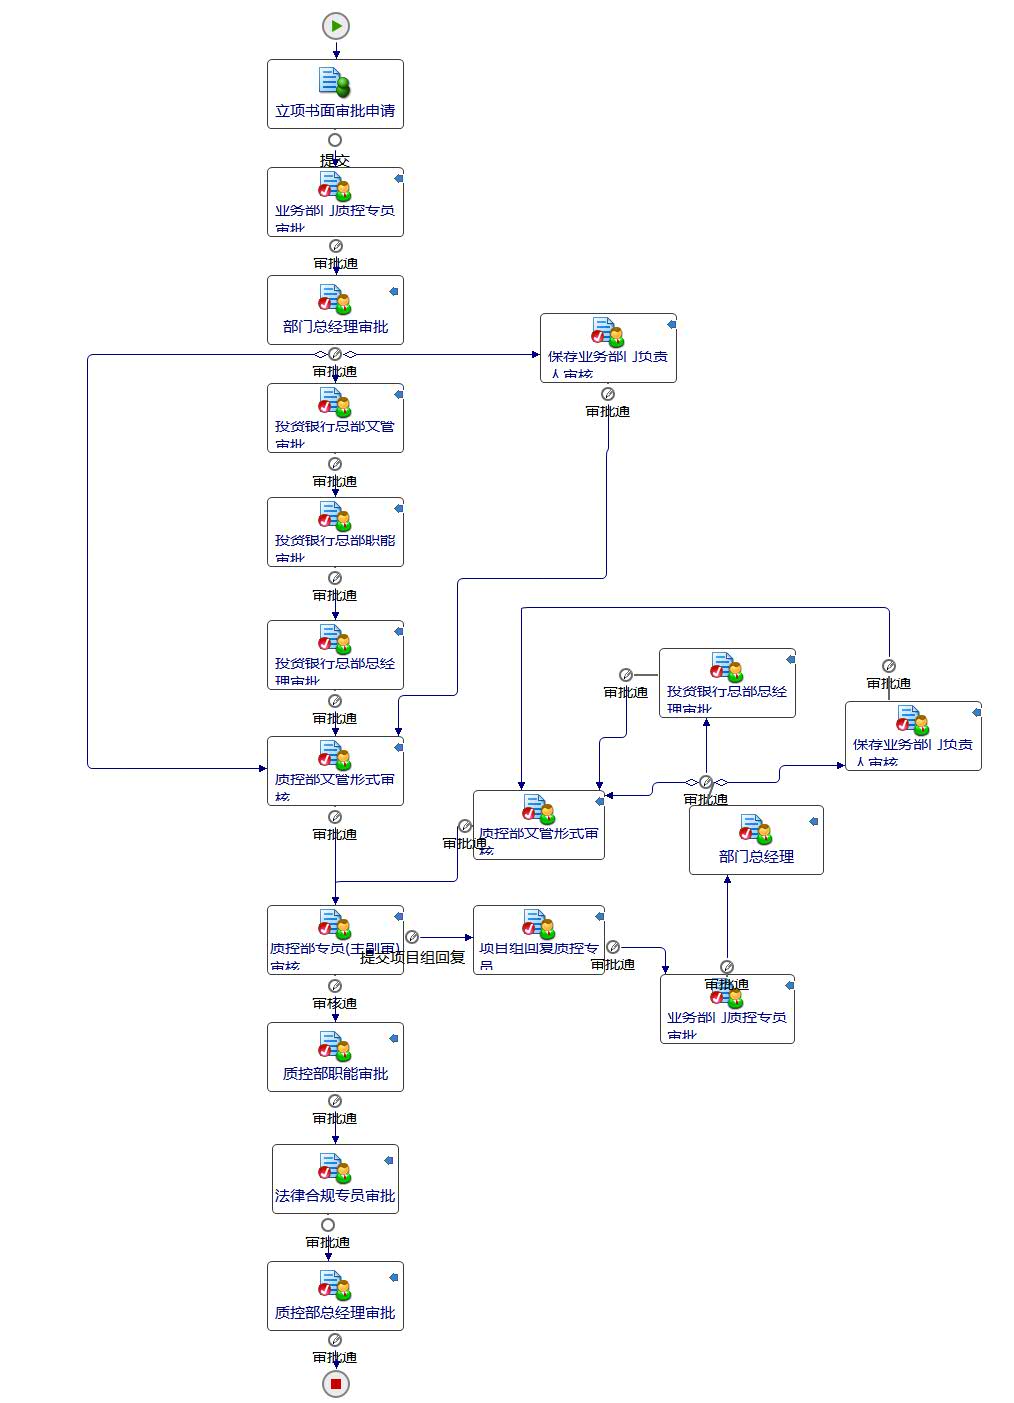 立项书面审批申请
提交
业务部门质控专员
审批
审批通
部门总经理审批
审批通
保存业务部门负责
人审核
审批通
投资银行总部文管
审批
审批通
投资银行总部职能
审批
审批通
投资银行总部总经
理审批
审批通
投资银行总部总经
理审批
审批通
审批通
保存业务部门负责
人审核
质控部文管形式审
核
审批通
审批通
质控部文管形式审
核
审批通
部门总经理
质控部专员(主副审)
审核
提交项目组回复
项目组回复质控专
员
审批通
审批通
业务部门质控专员
审批
审核通
质控部职能审批
审批通
法律合规专员审批
审批通
质控部总经理审批
审批通